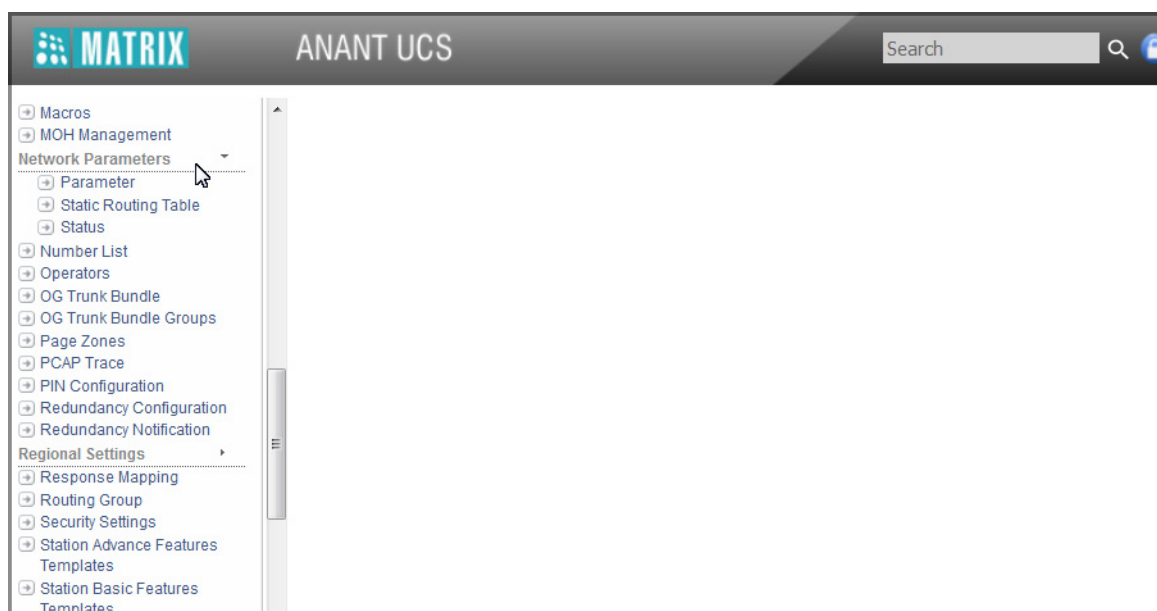 MATRIX
ANANT UCS
Search
Macros
MOH Management
Network Parameters
Parameter
Static Routing Table
Status
Number List
Operators
OG Trunk Bundle
OG Trunk Bundle Groups
Page Zones
PCAP Trace
PIN Configuration
Redundancy Configuration
Redundancy Notification
Regional Settings
Response Mapping
Routing Group
Security Settings
Station Advance Features
Templates
Station Basic Features
Templates